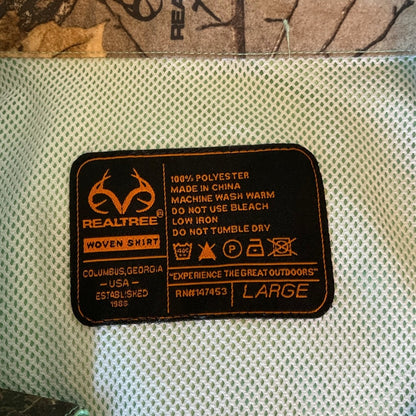 REALTREE
REALTREE®
WOVEN SHIRT
COLUMBUS, GEORGIA
— USA —
ESTABLISHED
1986
100% POLYESTER
MADE IN CHINA
MACHINE WASH WARM
DO NOT USE BLEACH
LOW IRON
DO NOT TUMBLE DRY
P
"EXPERIENCE THE GREAT OUTDOORS"
RN#147453
LARGE